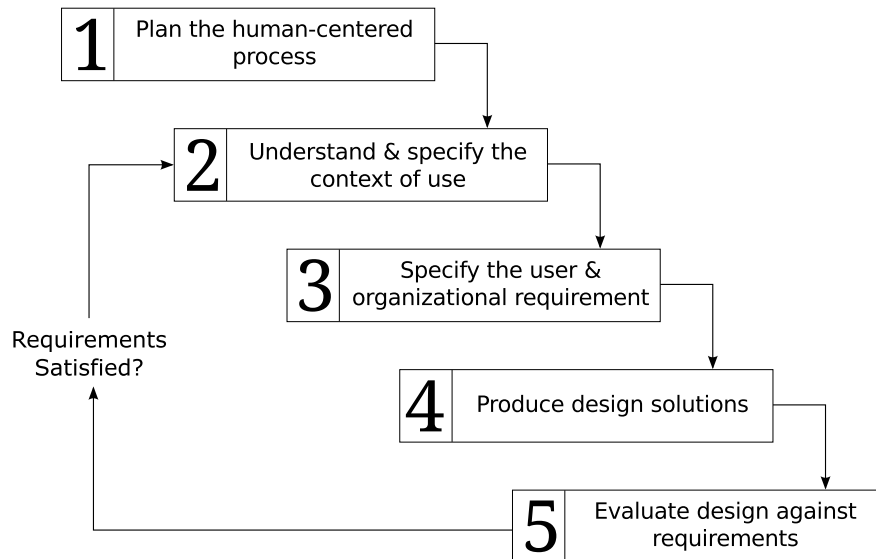 1
Plan the human-centered
process
2
Understand & specify the
context of use
3
Specify the user &
organizational requirement
Requirements
Satisfied?
4
Produce design solutions
5
Evaluate design against
requirements